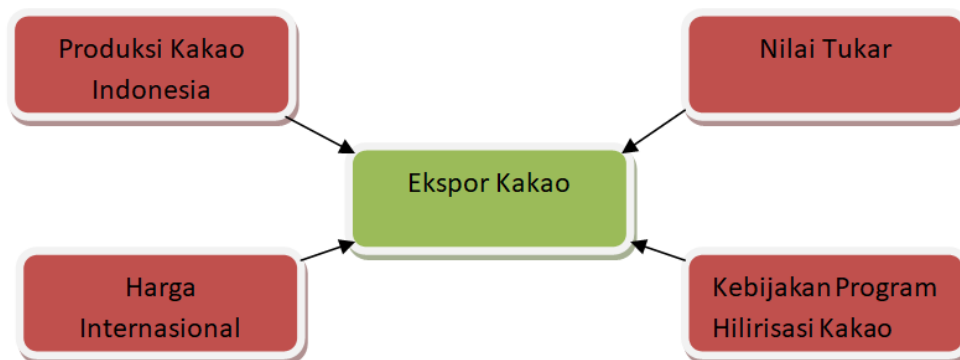 Produksi Kakao
Indonesia
Nilai Tukar
Ekspor Kakao
Harga
Internasional
Kebijakan Program
Hilirisasi Kakao